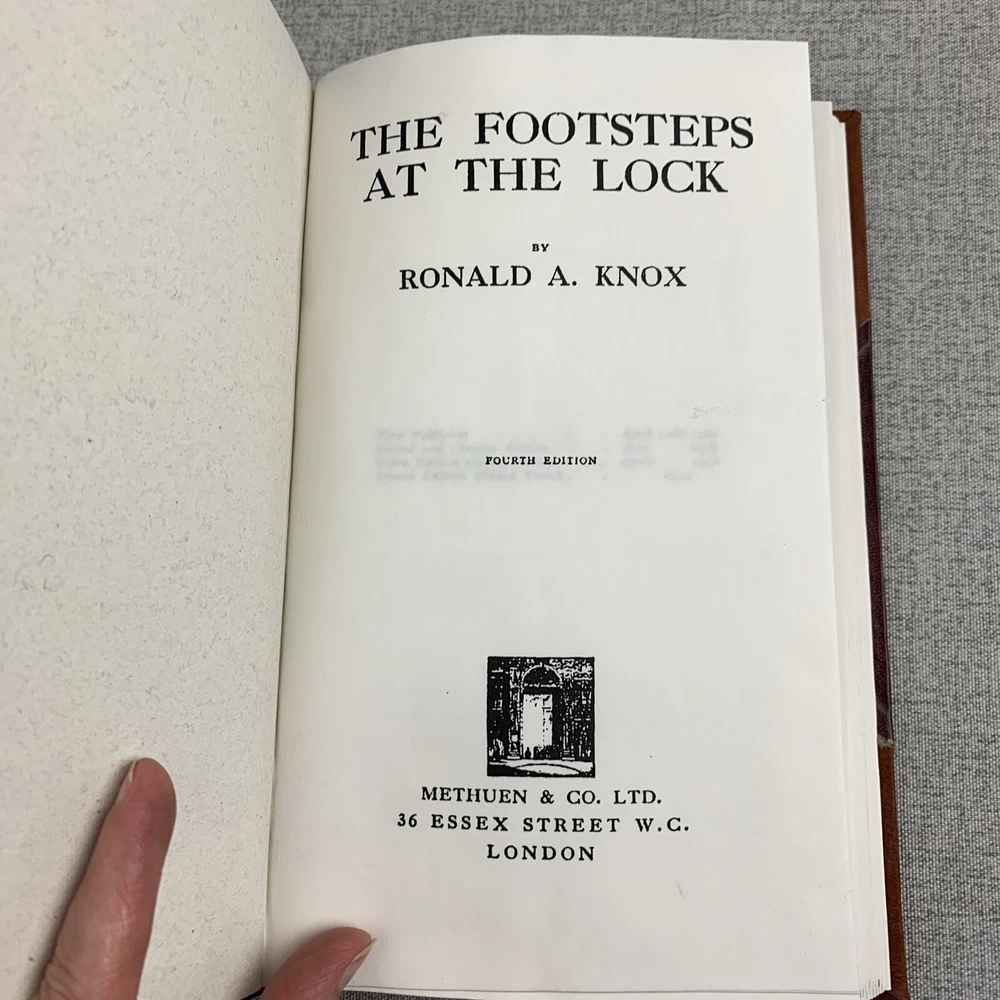 THE FOOTSTEPS
AT THE LOCK
BY
RONALD A. KNOX
FOURTH EDITION
METHUEN & CO. LTD.
36 ESSEX STREET W.C.
LONDON